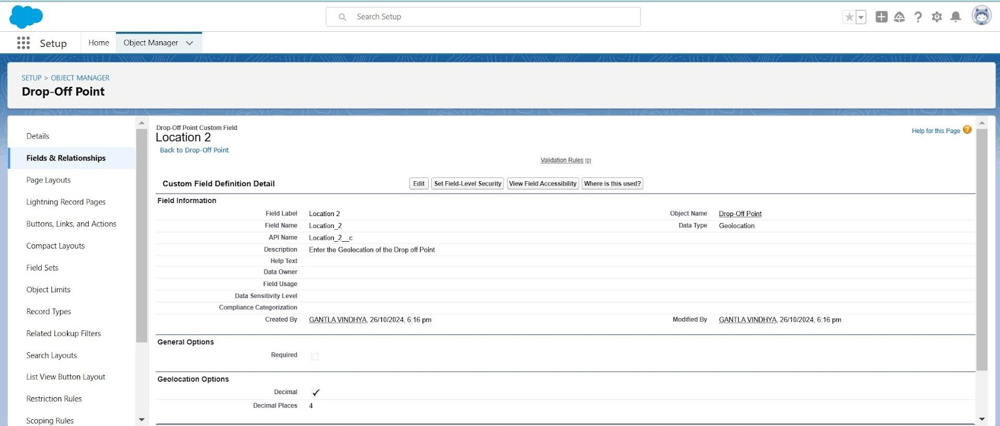 Search Setup
Setup
Home
Object Manager
SETUP > OBJECT MANAGER
Drop-Off Point
Details
Fields & Relationships
Page Layouts
Lightning Record Pages
Buttons, Links, and Actions
Compact Layouts
Field Sets
Object Limits
Record Types
Related Lookup Filters
Search Layouts
List View Button Layout
Restriction Rules
Scoping Rules
Drop-Off Point Custom Field
Location 2
Help for this Page ?
Back to Drop-Off Point
Validation Rules [0]
Custom Field Definition Detail Edit Set Field-Level Security View Field Accessibility Where is this used?
Field Information
Field Label Location 2 Object Name Drop-Off Point
Field Name Location_2 Data Type Geolocation
API Name Location_2__c
Description Enter the Geolocation of the Drop off Point
Help Text
Data Owner
Field Usage
Data Sensitivity Level
Compliance Categorization
Created By GANTLA VINDHYA, 26/10/2024, 6:16 pm Modified By GANTLA VINDHYA, 26/10/2024, 6:16 pm
General Options
Required
Geolocation Options
Decimal ✓
Decimal Places 4